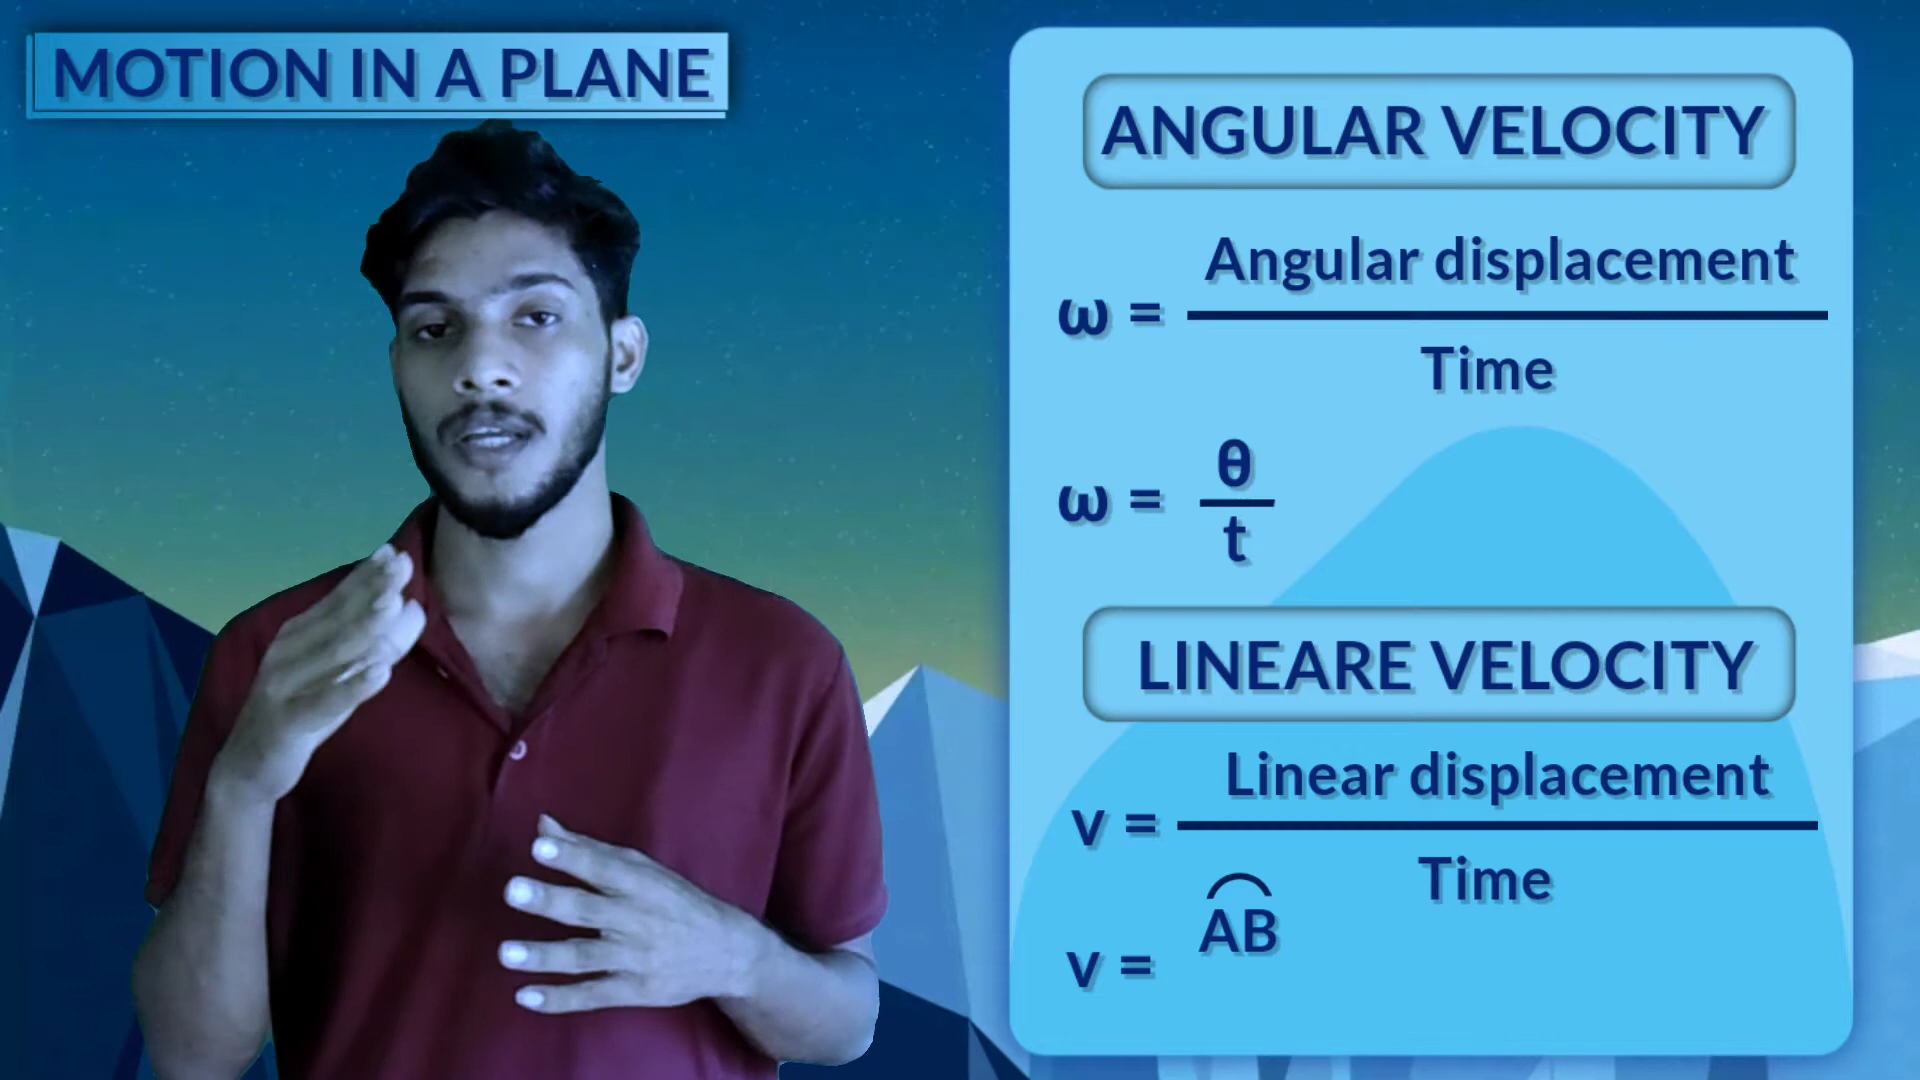 MOTION IN A PLANE
ANGULAR VELOCITY
ω = Angular displacement
Time
ω = θ
t
LINEARE VELOCITY
v = Linear displacement
Time
v = AB